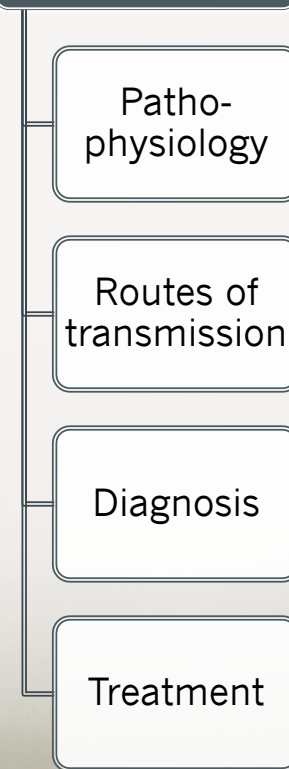 Patho-
physiology
Routes of
transmission
Diagnosis
Treatment